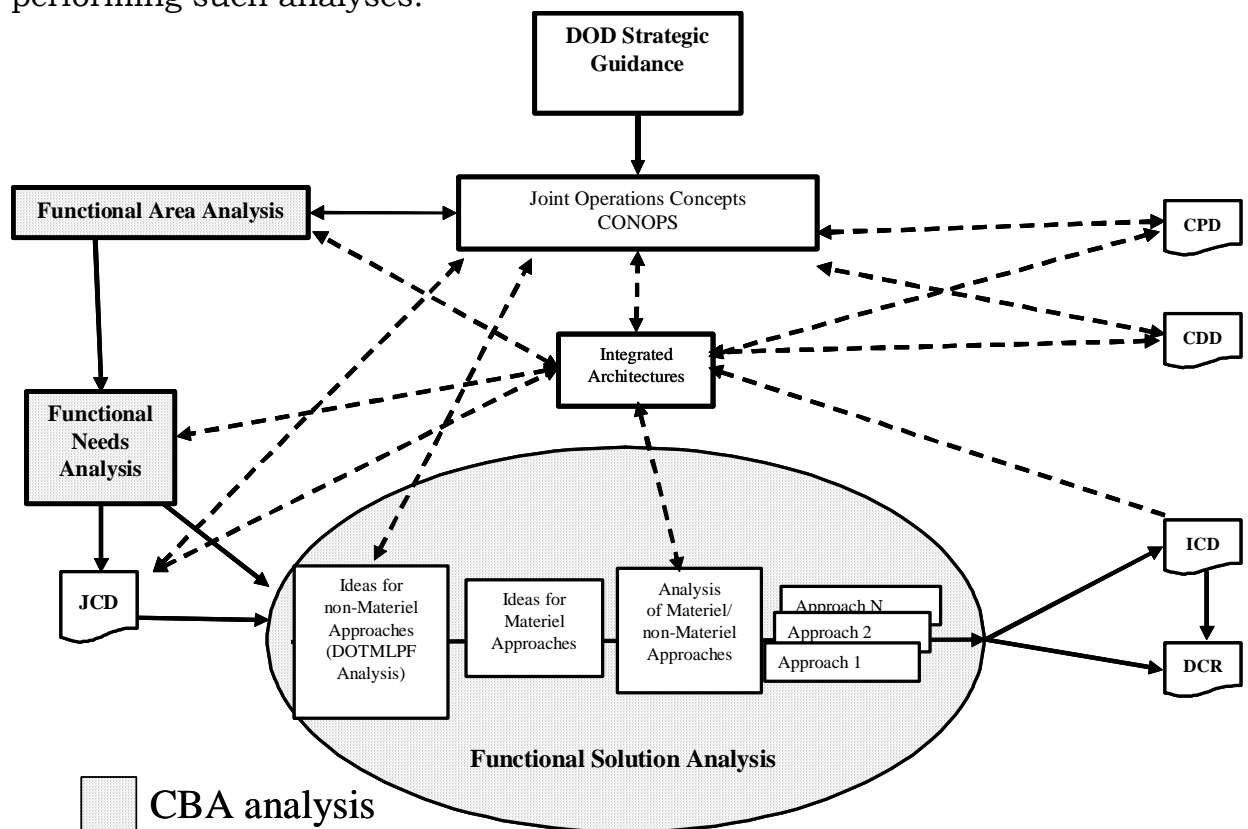 performing such analyses.
DOD Strategic
Guidance
Functional Area Analysis
Joint Operations Concepts
CONOPS
CPD
CDD
Integrated
Architectures
Functional
Needs
Analysis
JCD
Ideas for
non-Materiel
Approaches
(DOTMLPF
Analysis)
Ideas for
Materiel
Approaches
Analysis
of Materiel/
non-Materiel
Approaches
Approach N
Approach 2
Approach 1
ICD
DCR
Functional Solution Analysis
CBA analysis